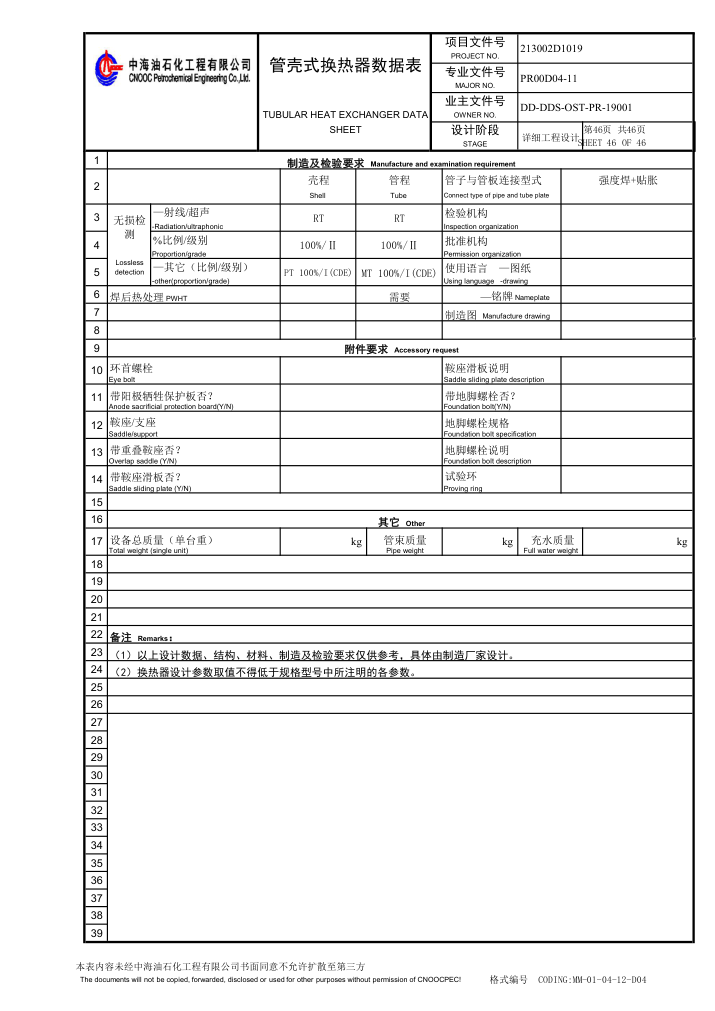 中海油石化工程有限公司
CNOOC Petrochemical Engineering Co.,Ltd.
管壳式换热器数据表
TUBULAR HEAT EXCHANGER DATA
SHEET
项目文件号
PROJECT NO.
213002D1019
专业文件号
MAJOR NO.
PR00D04-11
业主文件号
OWNER NO.
DD-DDS-OST-PR-19001
设计阶段
STAGE
详细工程设计
第46页 共46页
SHEET 46 OF 46
1 制造及检验要求 Manufacture and examination requirement
2 壳程 管程 管子与管板连接型式 强度焊+贴胀
Shell Tube Connect type of pipe and tube plate
无损检
测
Lossless
detection
3 —射线/超声 RT RT 检验机构
-Radiation/ultraphonic Inspection organization
4 %比例/级别 100%/Ⅱ 100%/Ⅱ 批准机构
Proportion/grade Permission organization
5 —其它（比例/级别） PT 100%/I(CDE) MT 100%/I(CDE) 使用语言 —图纸
-other(proportion/grade) Using language -drawing
6 焊后热处理 PWHT 需要 —铭牌 Nameplate
7 制造图 Manufacture drawing
8
9 附件要求 Accessory request
10 环首螺栓 鞍座滑板说明
Eye bolt Saddle sliding plate description
11 带阳极牺牲保护板否? 带地脚螺栓否?
Anode sacrificial protection board(Y/N) Foundation bolt(Y/N)
12 鞍座/支座 地脚螺栓规格
Saddle/support Foundation bolt specification
13 带重叠鞍座否? 地脚螺栓说明
Overlap saddle (Y/N) Foundation bolt description
14 带鞍座滑板否? 试验环
Saddle sliding plate (Y/N) Proving ring
15
16 其它 Other
17 设备总质量（单台重） kg 管束质量 kg 充水质量 kg
Total weight (single unit) Pipe weight Full water weight
18
19
20
21
22 备注 Remarks：
23 （1）以上设计数据、结构、材料、制造及检验要求仅供参考，具体由制造厂家设计。
24 （2）换热器设计参数取值不得低于规格型号中所注明的各参数。
25
26
27
28
29
30
31
32
33
34
35
36
37
38
39
本表内容未经中海油石化工程有限公司书面同意不允许扩散至第三方
The documents will not be copied, forwarded, disclosed or used for other purposes without permission of CNOOCPEC!
格式编号 CODING:MM-01-04-12-D04